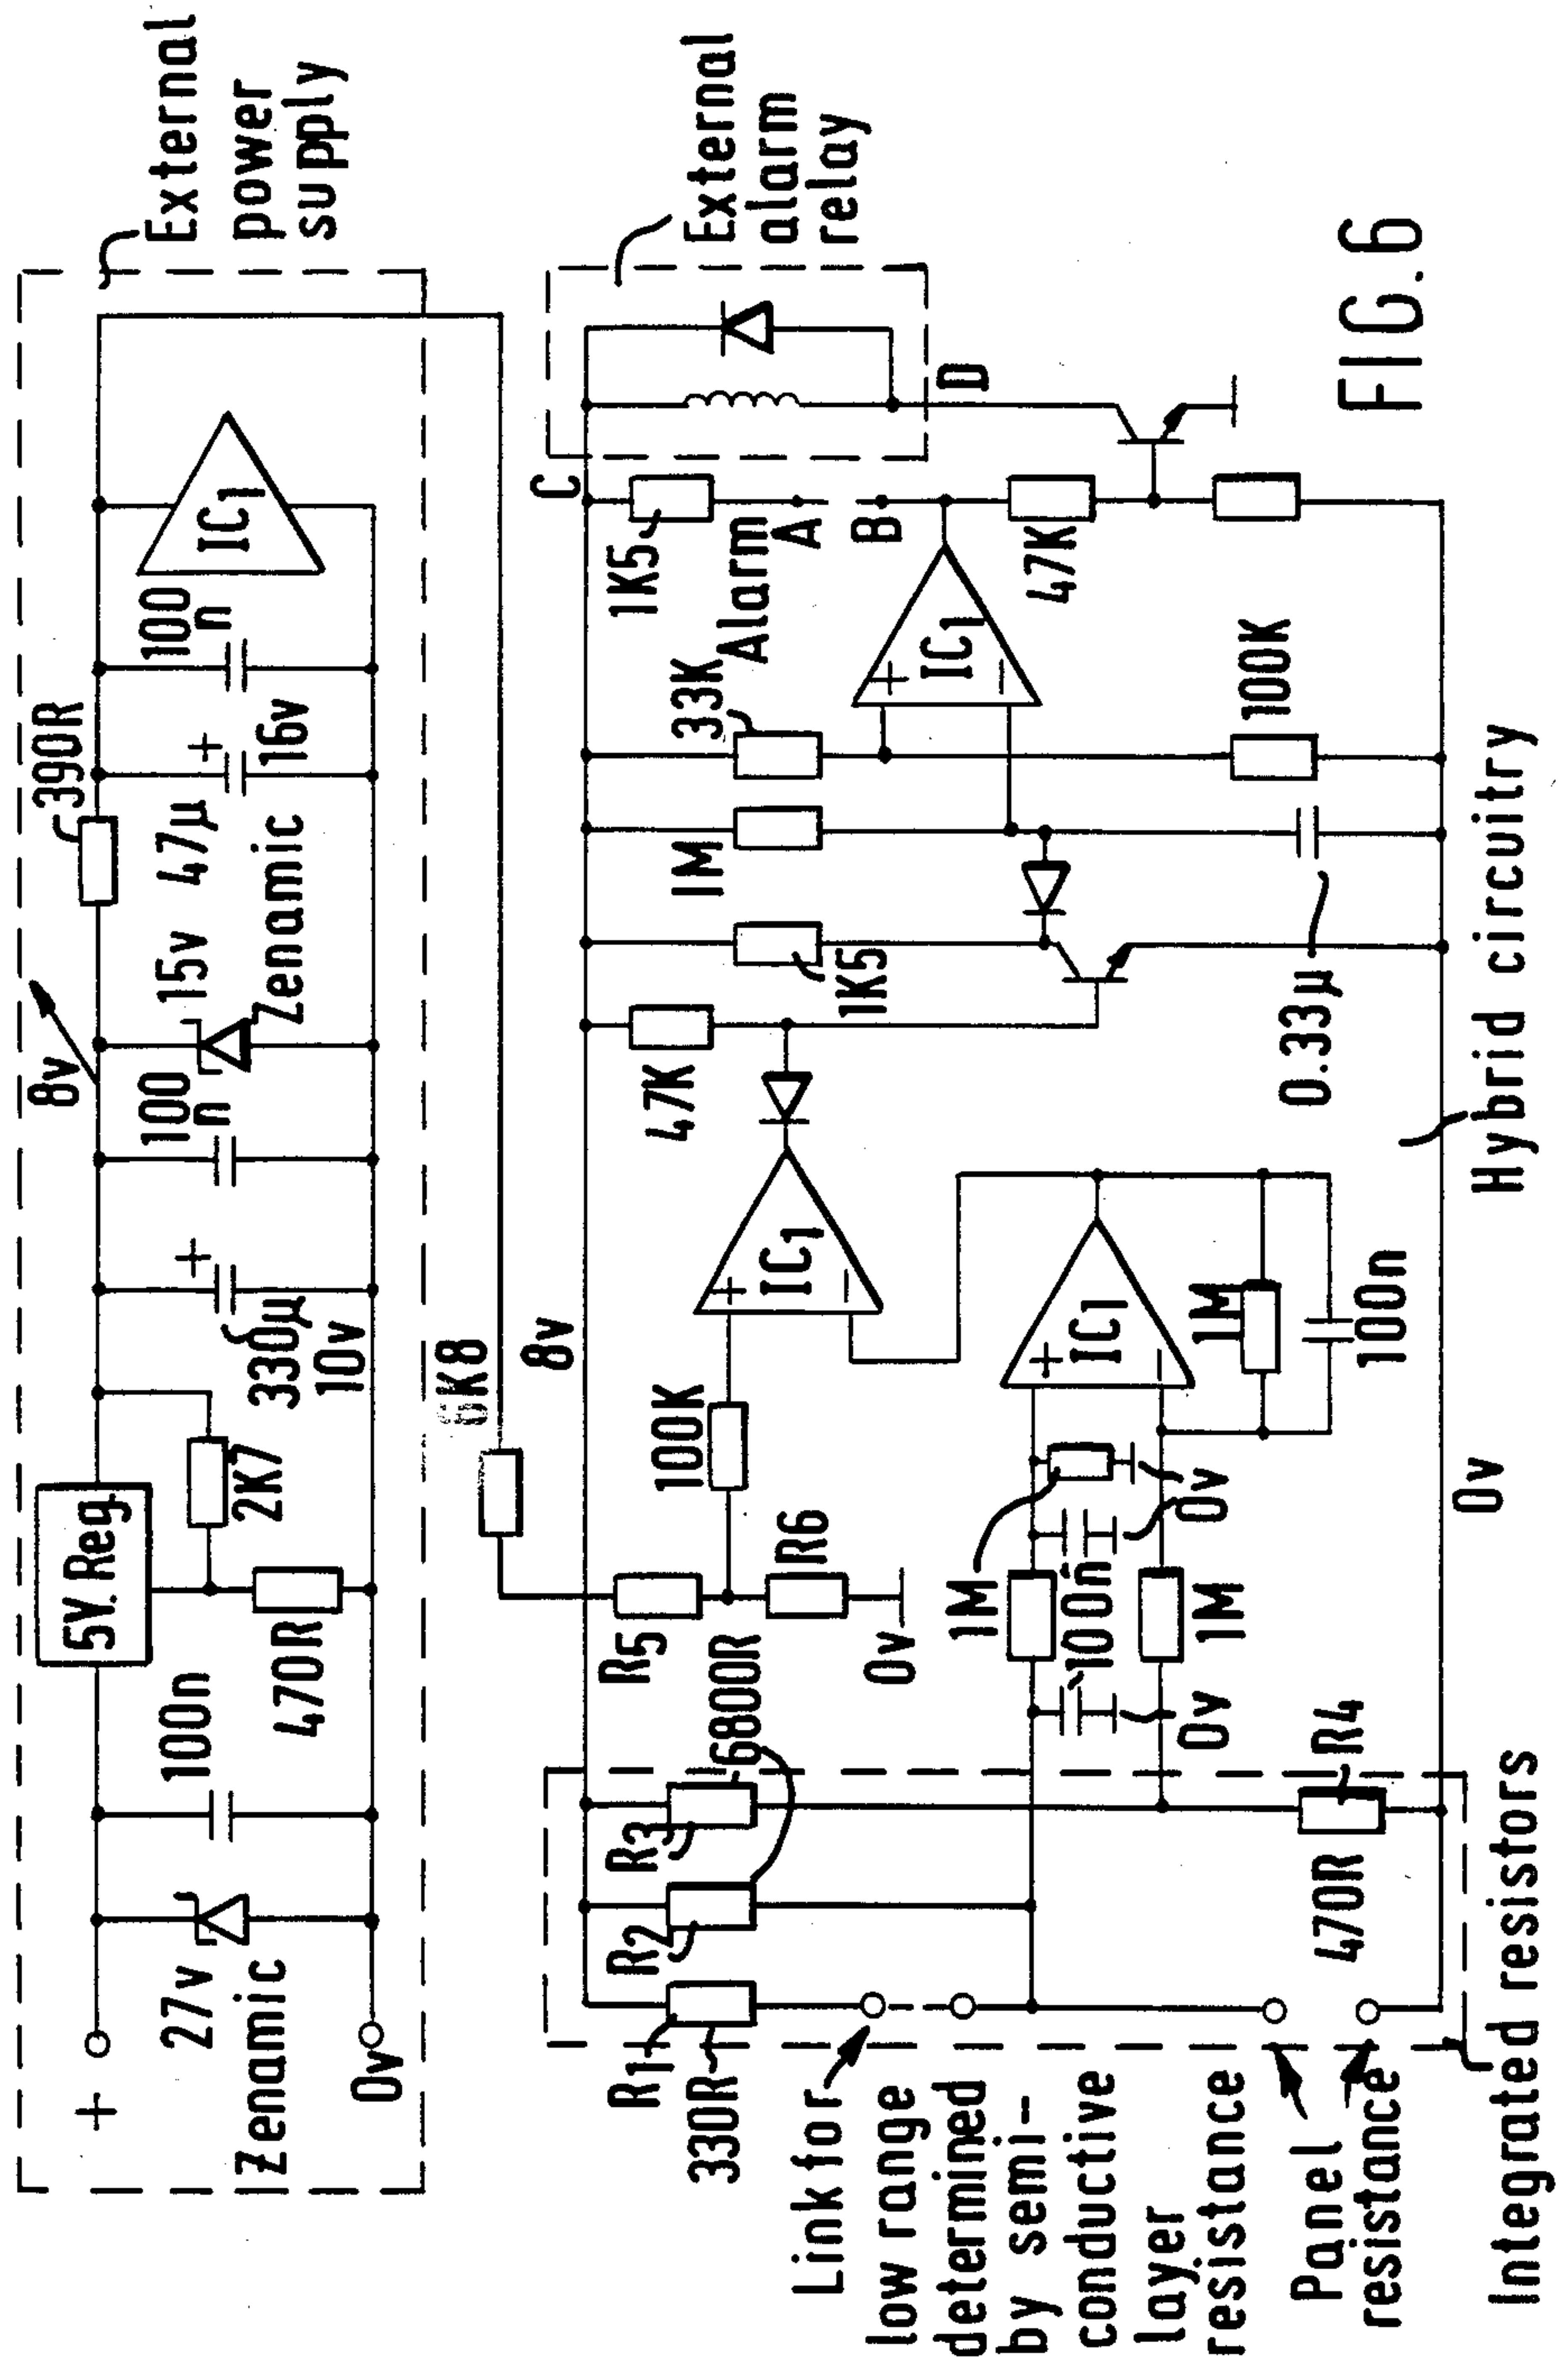 External
power
supply
390R
8v
15v
47μ
16v
100
n
IC1
Zenamic
100
n
5V. Reg.
2K7
330μ
10v
100n
470R
+
27v
Zenamic
0v
+
+
6K8
8v
External
alarm
relay
C
D
1K5
Alarm
A
B
47K
33K
IC1
+
−
100K
1M
1K5
47K
0.33μ
IC1
+
−
100K
R5
R6
0v
6800R
IC1
+
−
1M
100n
1M
1M
100n
1M
0v
0v
0v
R3
R2
R1
330R
470R
R4
Link for
low range
determined
by semi-
conductive
layer
resistance
Panel
resistance
Integrated resistors
Hybrid circuitry
FIG. 6